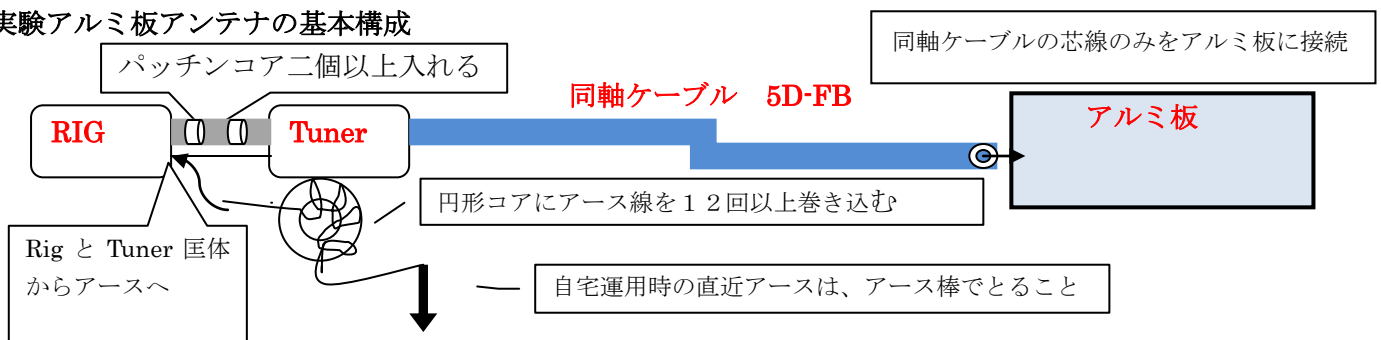 実験アルミ板アンテナの基本構成
同軸ケーブルの芯線のみをアルミ板に接続
パッチンコア二個以上入れる
同軸ケーブル 5D-FB
アルミ板
RIG
Tuner
円形コアにアース線を１２回以上巻き込む
Rig と Tuner 匡体
からアースへ
自宅運用時の直近アースは、アース棒でとること